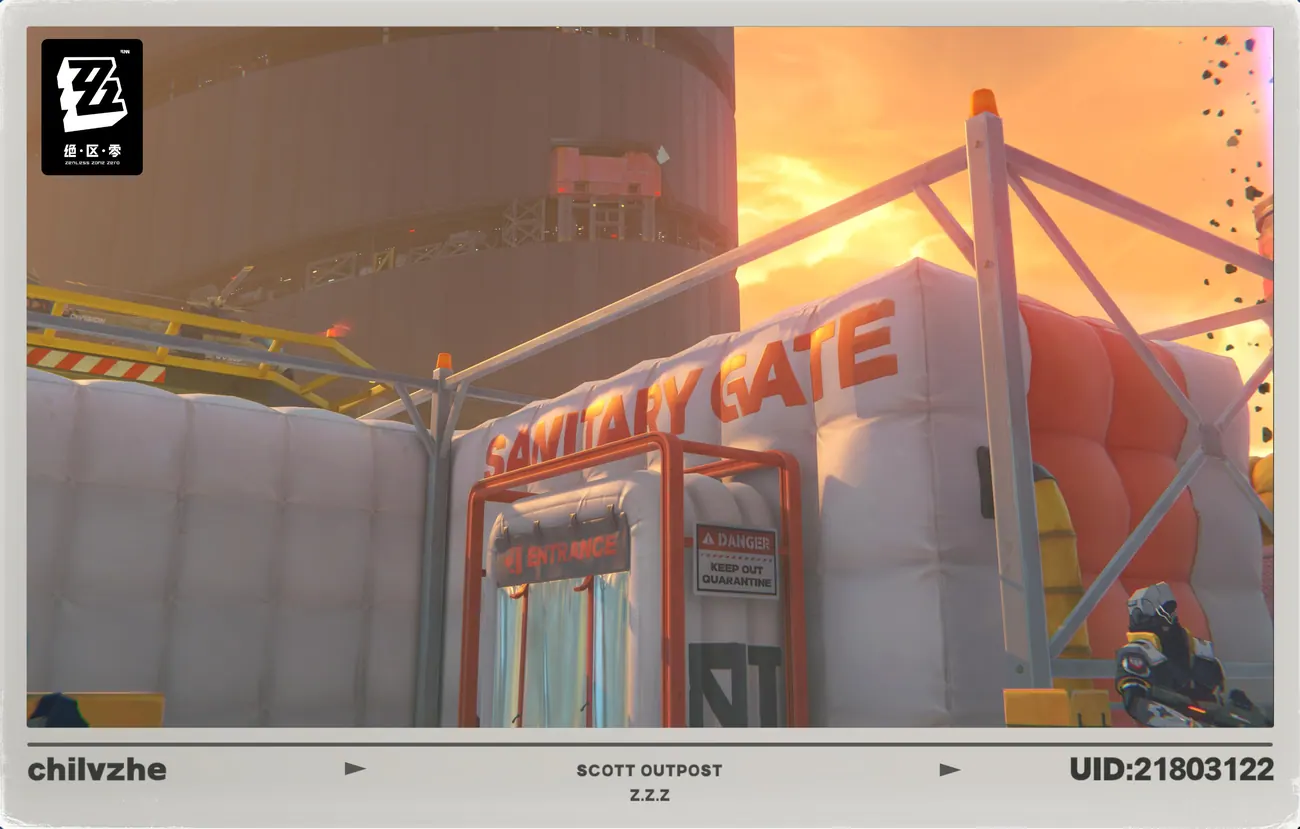 绝·区·零
ZENLESS ZONE ZERO
SANITARY GATE
ENTRANCE
DANGER
KEEP OUT
QUARANTINE
chilvzhe
SCOTT OUTPOST
Z.Z.Z
UID:21803122